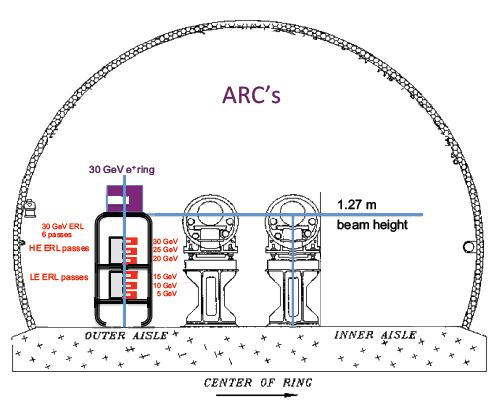 ARC's
30 GeV e⁺ring
1.27 m
beam height
30 GeV ERL
6 passes
HE ERL passes
30 GeV
25 GeV
20 GeV
LE ERL passes
15 GeV
10 GeV
5 GeV
OUTER AISLE
INNER AISLE
CENTER OF RING